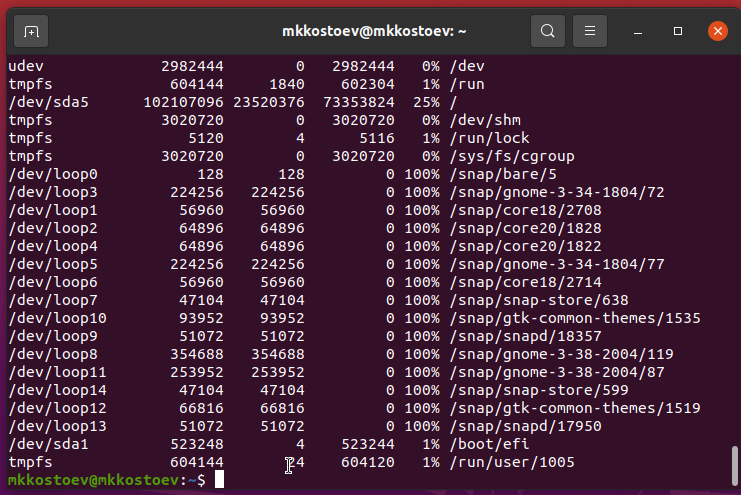 mkkostoev@mkkostoev: ~
udev 2982444 0 2982444 0% /dev
tmpfs 604144 1840 602304 1% /run
/dev/sda5 102107096 23520376 73353824 25% /
tmpfs 3020720 0 3020720 0% /dev/shm
tmpfs 5120 4 5116 1% /run/lock
tmpfs 3020720 0 3020720 0% /sys/fs/cgroup
/dev/loop0 128 128 0 100% /snap/bare/5
/dev/loop3 224256 224256 0 100% /snap/gnome-3-34-1804/72
/dev/loop1 56960 56960 0 100% /snap/core18/2708
/dev/loop2 64896 64896 0 100% /snap/core20/1828
/dev/loop4 64896 64896 0 100% /snap/core20/1822
/dev/loop5 224256 224256 0 100% /snap/gnome-3-34-1804/77
/dev/loop6 56960 56960 0 100% /snap/core18/2714
/dev/loop7 47104 47104 0 100% /snap/snap-store/638
/dev/loop10 93952 93952 0 100% /snap/gtk-common-themes/1535
/dev/loop9 51072 51072 0 100% /snap/snapd/18357
/dev/loop8 354688 354688 0 100% /snap/gnome-3-38-2004/119
/dev/loop11 253952 253952 0 100% /snap/gnome-3-38-2004/87
/dev/loop14 47104 47104 0 100% /snap/snap-store/599
/dev/loop12 66816 66816 0 100% /snap/gtk-common-themes/1519
/dev/loop13 51072 51072 0 100% /snap/snapd/17950
/dev/sda1 523248 4 523244 1% /boot/efi
tmpfs 604144 24 604120 1% /run/user/1005
mkkostoev@mkkostoev:~$